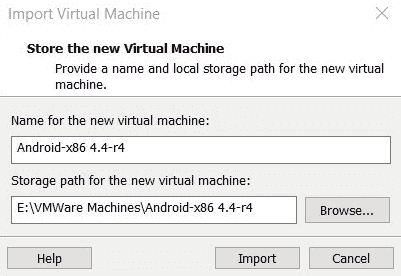 Import Virtual Machine
Store the new Virtual Machine
Provide a name and local storage path for the new virtual
machine.
Name for the new virtual machine:
Android-x86 4.4-r4
Storage path for the new virtual machine:
E:\VMWare Machines\Android-x86 4.4-r4
Browse...
Help
Import
Cancel